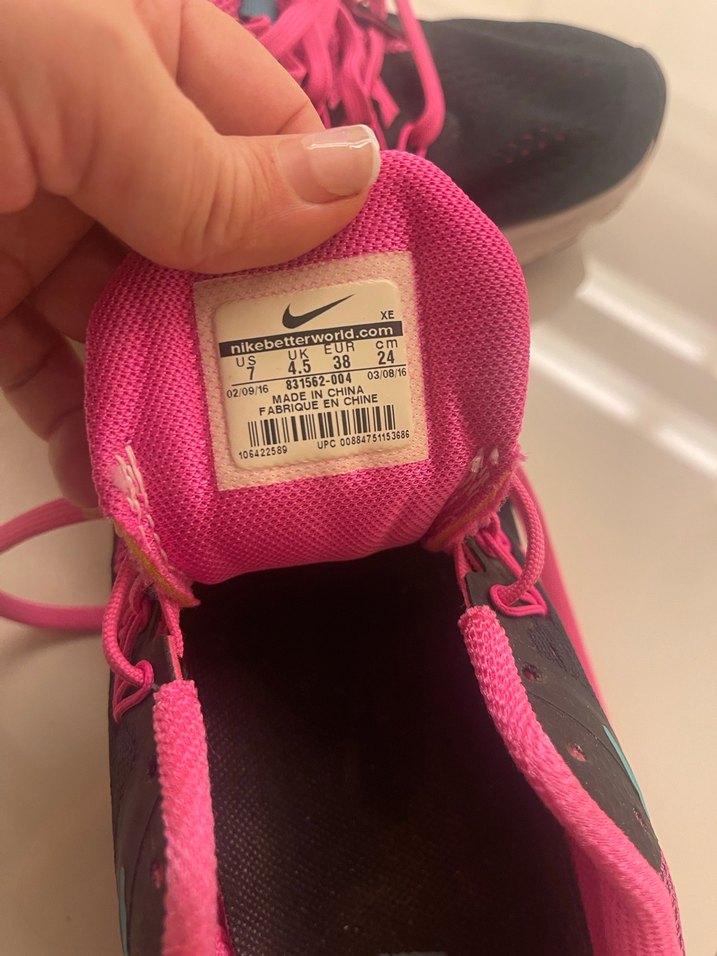 XE
nikebetterworld.com
US UK EUR cm
7 4.5 38 24
02/09/16 831562-004 03/08/16
MADE IN CHINA
FABRIQUE EN CHINE
106422589 UPC 00884751153686